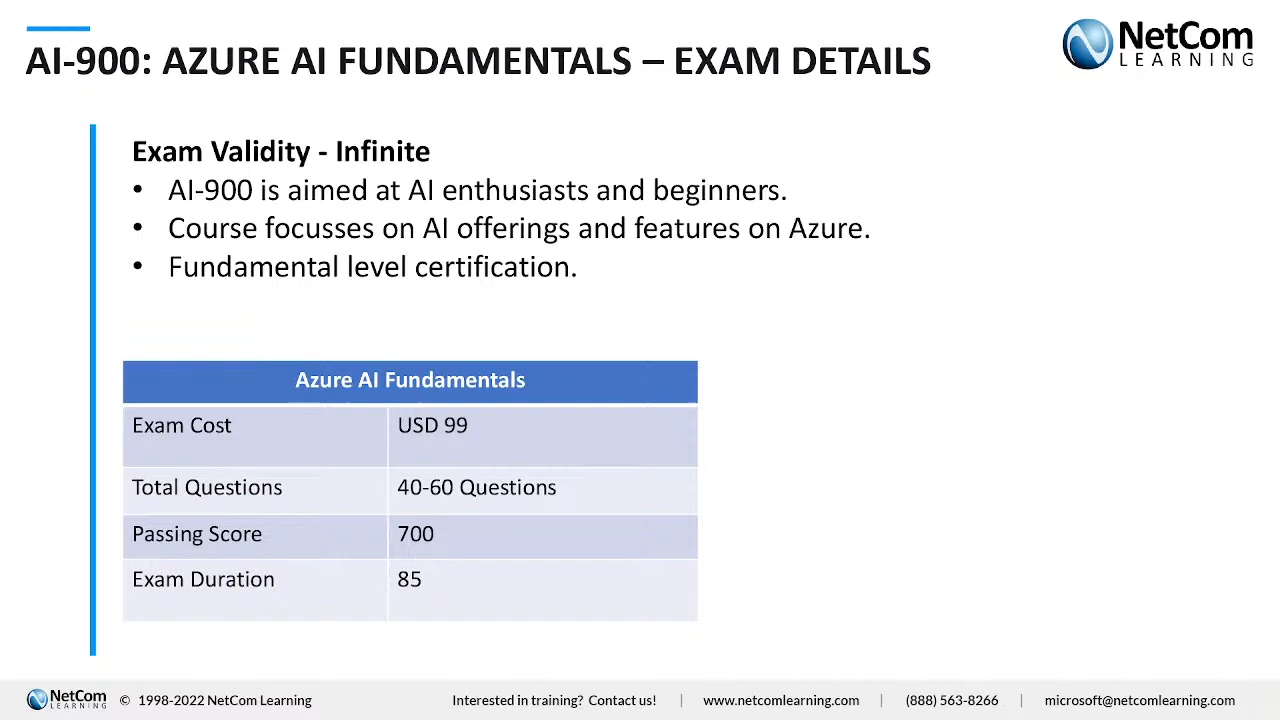 AI-900: AZURE AI FUNDAMENTALS – EXAM DETAILS
NetCom
LEARNING
Exam Validity - Infinite
• AI-900 is aimed at AI enthusiasts and beginners.
• Course focusses on AI offerings and features on Azure.
• Fundamental level certification.
Azure AI Fundamentals
Exam Cost USD 99
Total Questions 40-60 Questions
Passing Score 700
Exam Duration 85
NetCom
LEARNING
© 1998-2022 NetCom Learning
Interested in training? Contact us! | www.netcomlearning.com | (888) 563-8266 | microsoft@netcomlearning.com